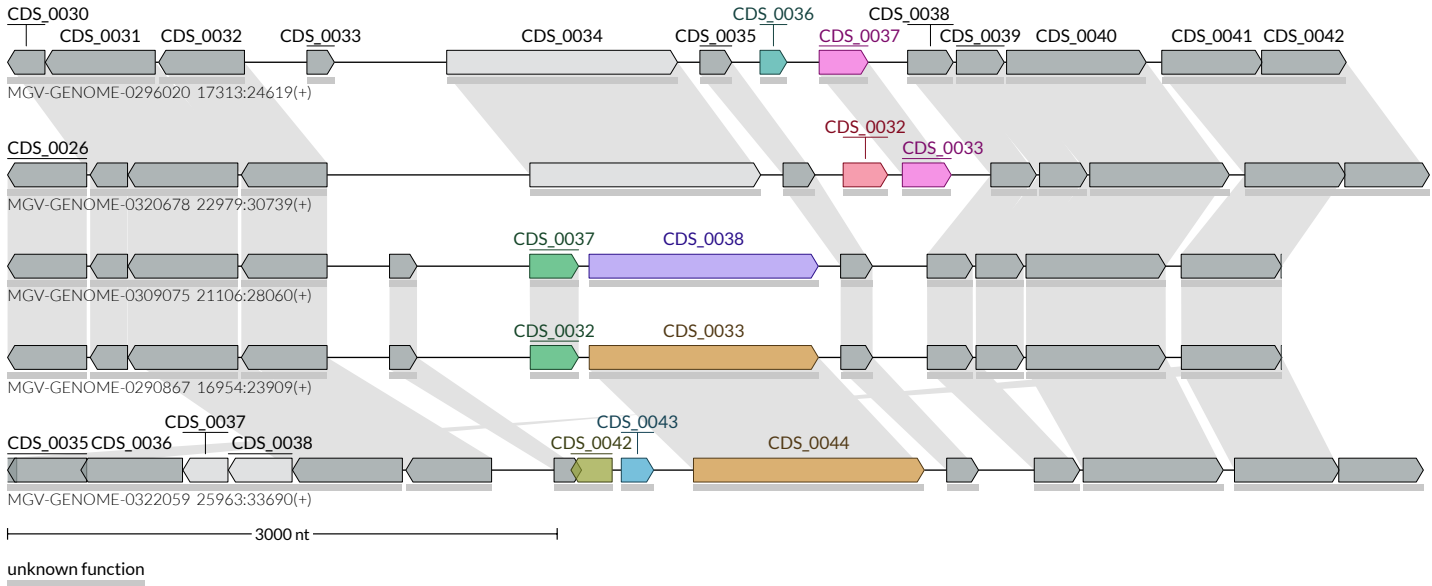 CDS_0030 CDS_0036 CDS_0038
CDS_0031 CDS_0032 CDS_0033 CDS_0034 CDS_0035 CDS_0037 CDS_0039 CDS_0040 CDS_0041 CDS_0042
MGV-GENOME-0296020 17313:24619(+)
CDS_0032
CDS_0026 CDS_0033
MGV-GENOME-0320678 22979:30739(+)
CDS_0037 CDS_0038
MGV-GENOME-0309075 21106:28060(+)
CDS_0032 CDS_0033
MGV-GENOME-0290867 16954:23909(+)
CDS_0037 CDS_0043
CDS_0035 CDS_0036 CDS_0038 CDS_0042 CDS_0044
MGV-GENOME-0322059 25963:33690(+)
3000 nt
unknown function